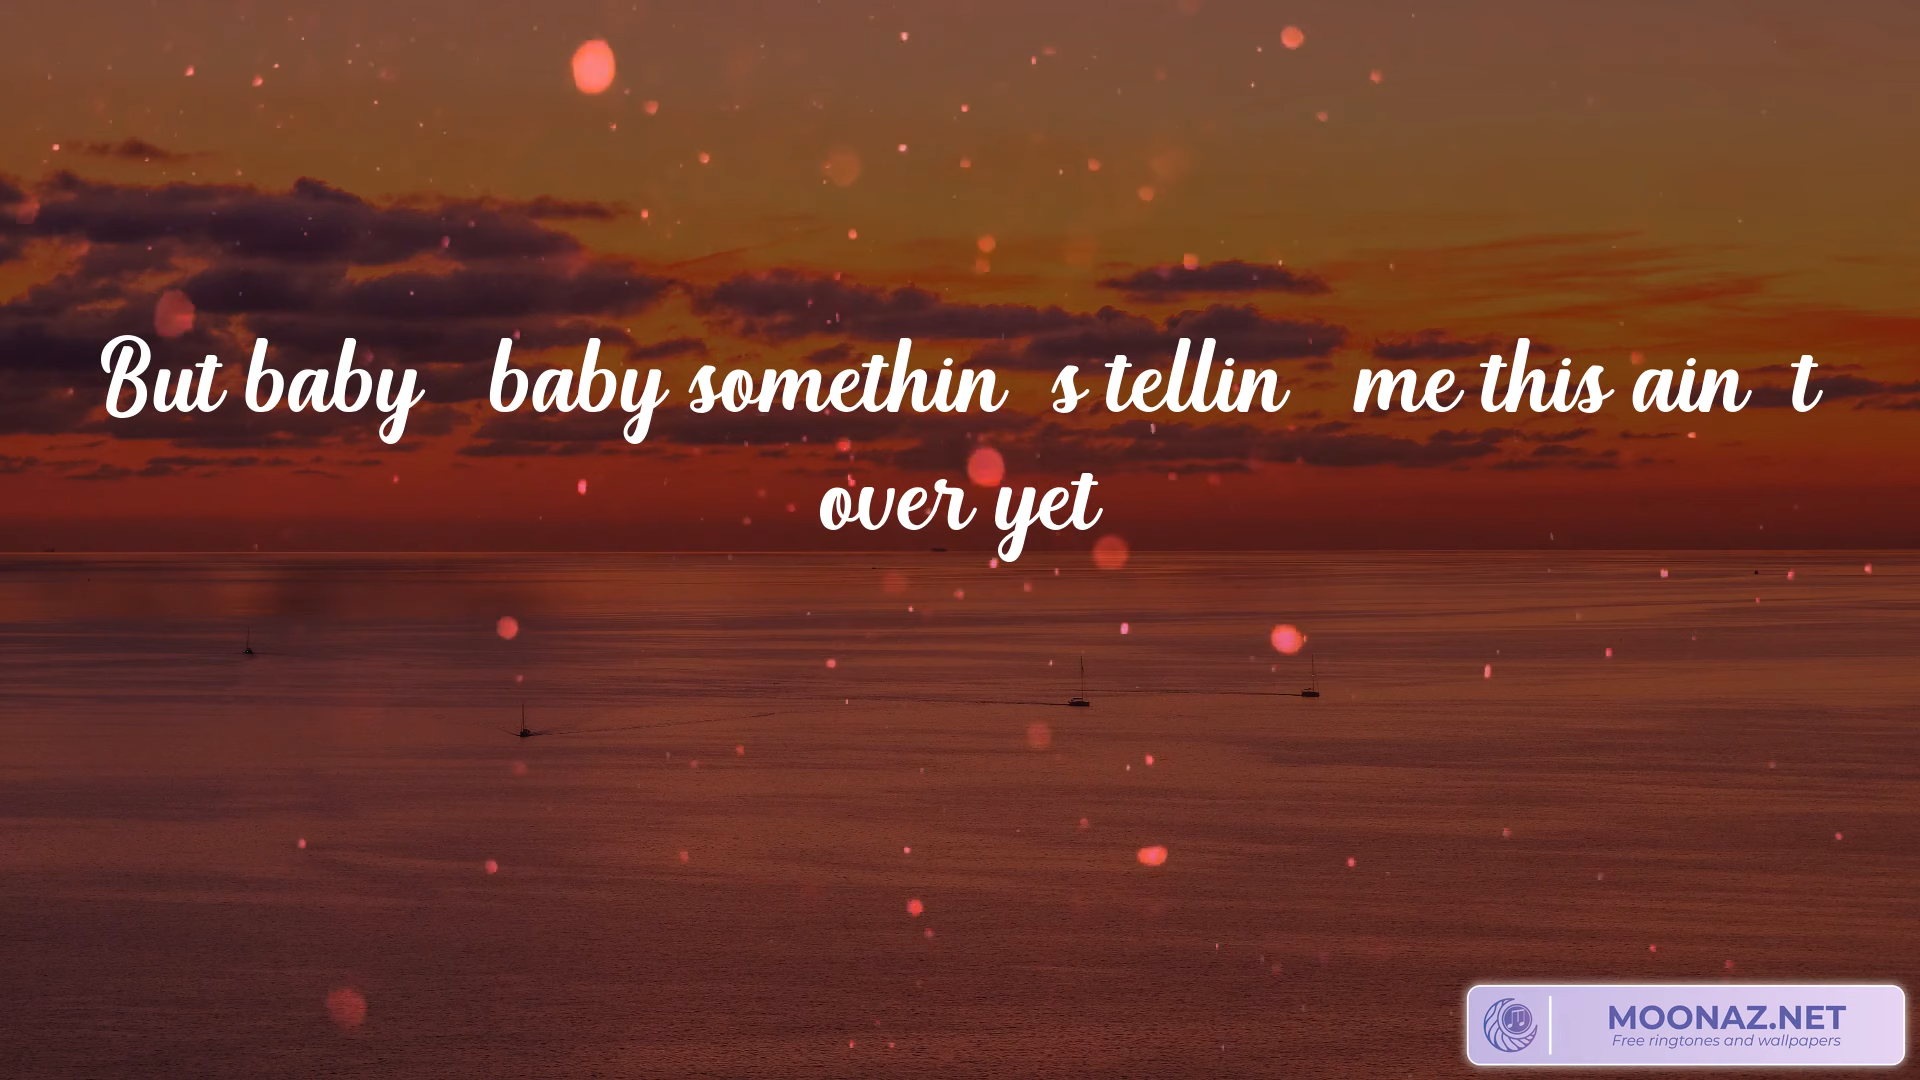 But baby baby somethin s tellin me this ain t
over yet
MOONAZ.NET
Free ringtones and wallpapers